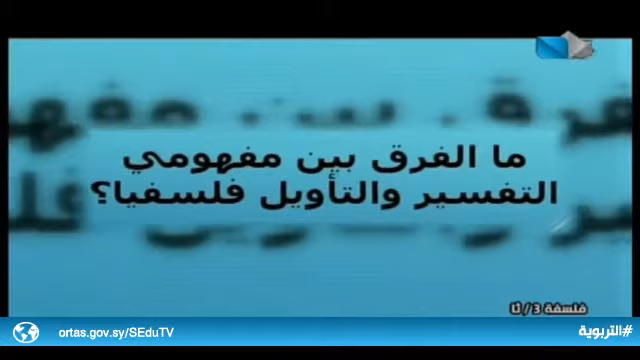 ما الفرق بين مفهومي
التفسير والتأويل فلسفيا؟
فلسفة 3/ثا
#التربوية
ortas.gov.sy/SEduTV